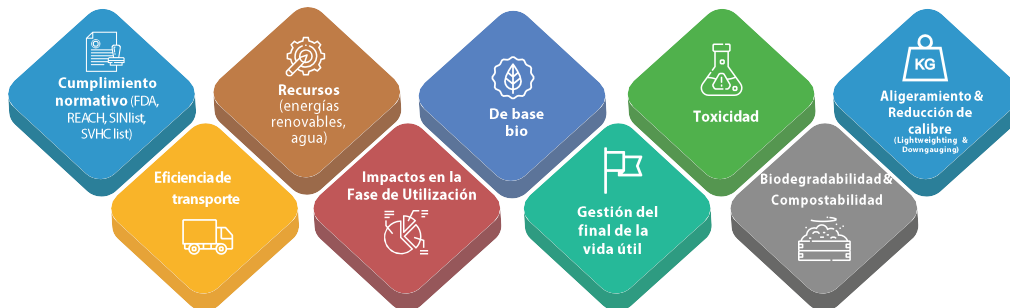 Cumplimiento
normativo (FDA,
REACH, SINlist,
SVHC list)
Eficiencia de
transporte
Recursos
(energías
renovables,
agua)
Impactos en la
Fase de Utilización
De base
bio
Gestión del
final de la
vida útil
Toxicidad
Biodegradabilidad &
Compostabilidad
KG
Aligeramiento &
Reducción de
calibre
(Lightweighting &
Downgauging)